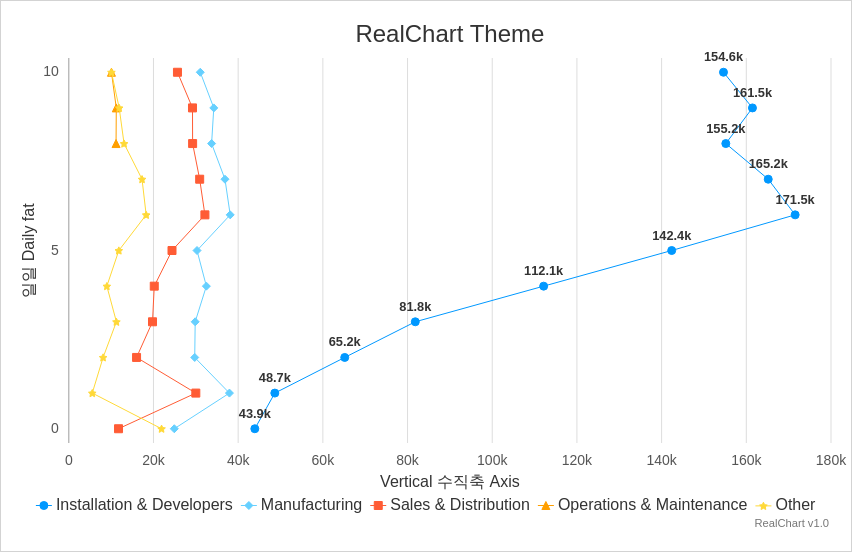 RealChart Theme
154.6k
10
161.5k
155.2k
165.2k
171.5k
142.4k
5
112.1k
81.8k
65.2k
48.7k
43.9k
0
일일 Daily fat
0 20k 40k 60k 80k 100k 120k 140k 160k 180k
Vertical 수직축 Axis
Installation & Developers Manufacturing Sales & Distribution Operations & Maintenance Other
RealChart v1.0